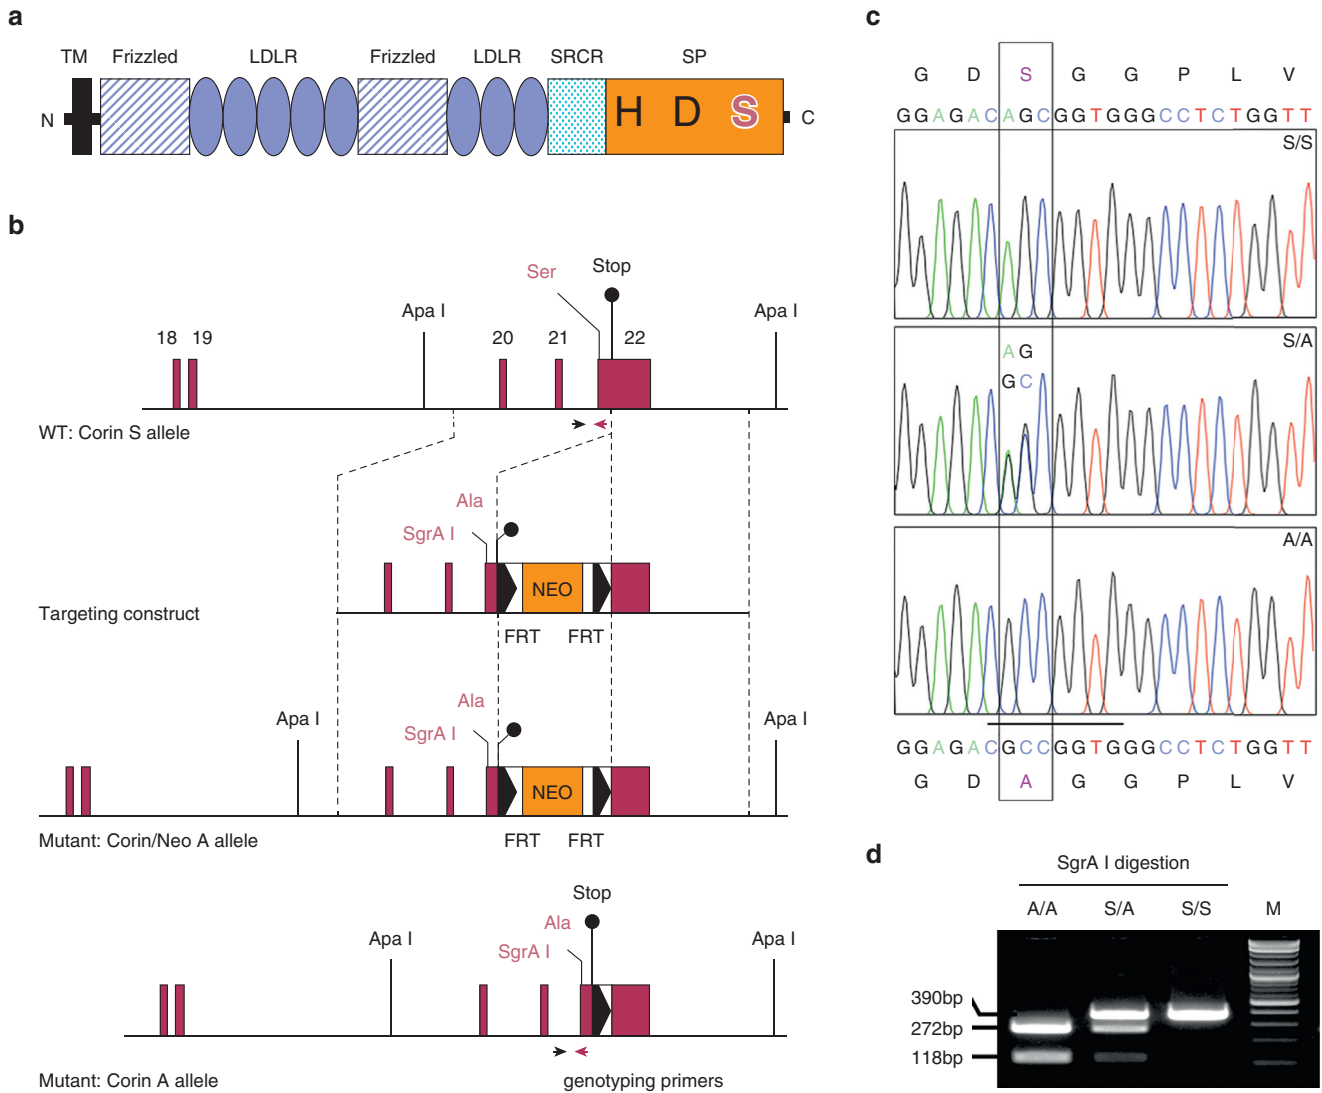 a
TM Frizzled LDLR Frizzled LDLR SRCR SP
N H D S C
b
Ser Stop
Apa I Apa I
18 19 20 21 22
WT: Corin S allele
Ala
SgrA I
NEO
Targeting construct
FRT FRT
Ala
Apa I SgrA I Apa I
NEO
Mutant: Corin/Neo A allele FRT FRT
Stop
Ala
Apa I SgrA I Apa I
Mutant: Corin A allele genotyping primers
c
G D S G G P L V
GGAGACAGCGGTGGGCCTCTGGTT
S/S
S/A
AG
GC
A/A
GGAGACGCCGGTGGGCCTCTGGTT
G D A G G P L V
d
SgrA I digestion
A/A S/A S/S M
390bp
272bp
118bp